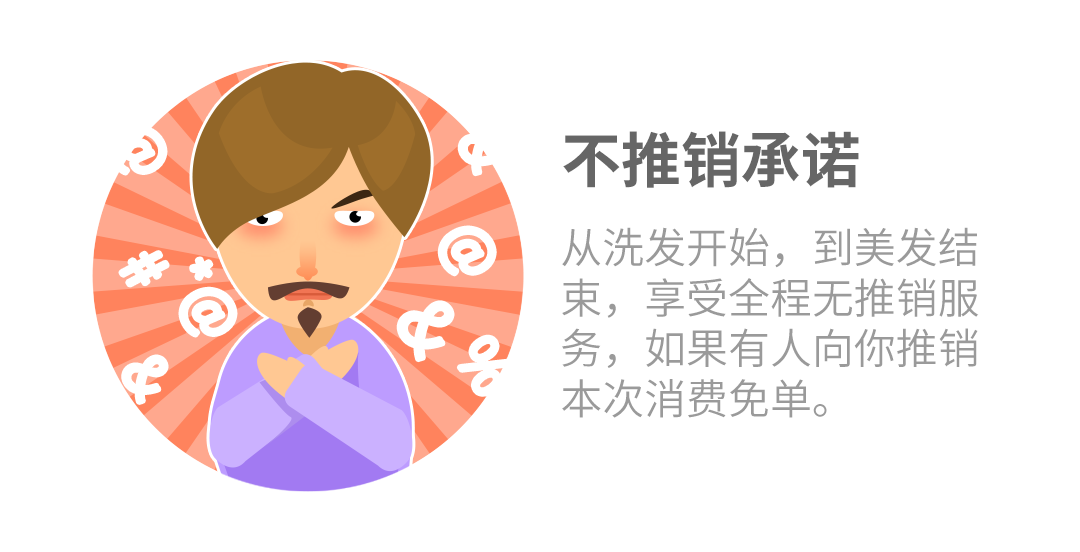 不推销承诺
从洗发开始，到美发结
束，享受全程无推销服
务，如果有人向你推销
本次消费免单。
@
&
@
#
*
@
&
&
%